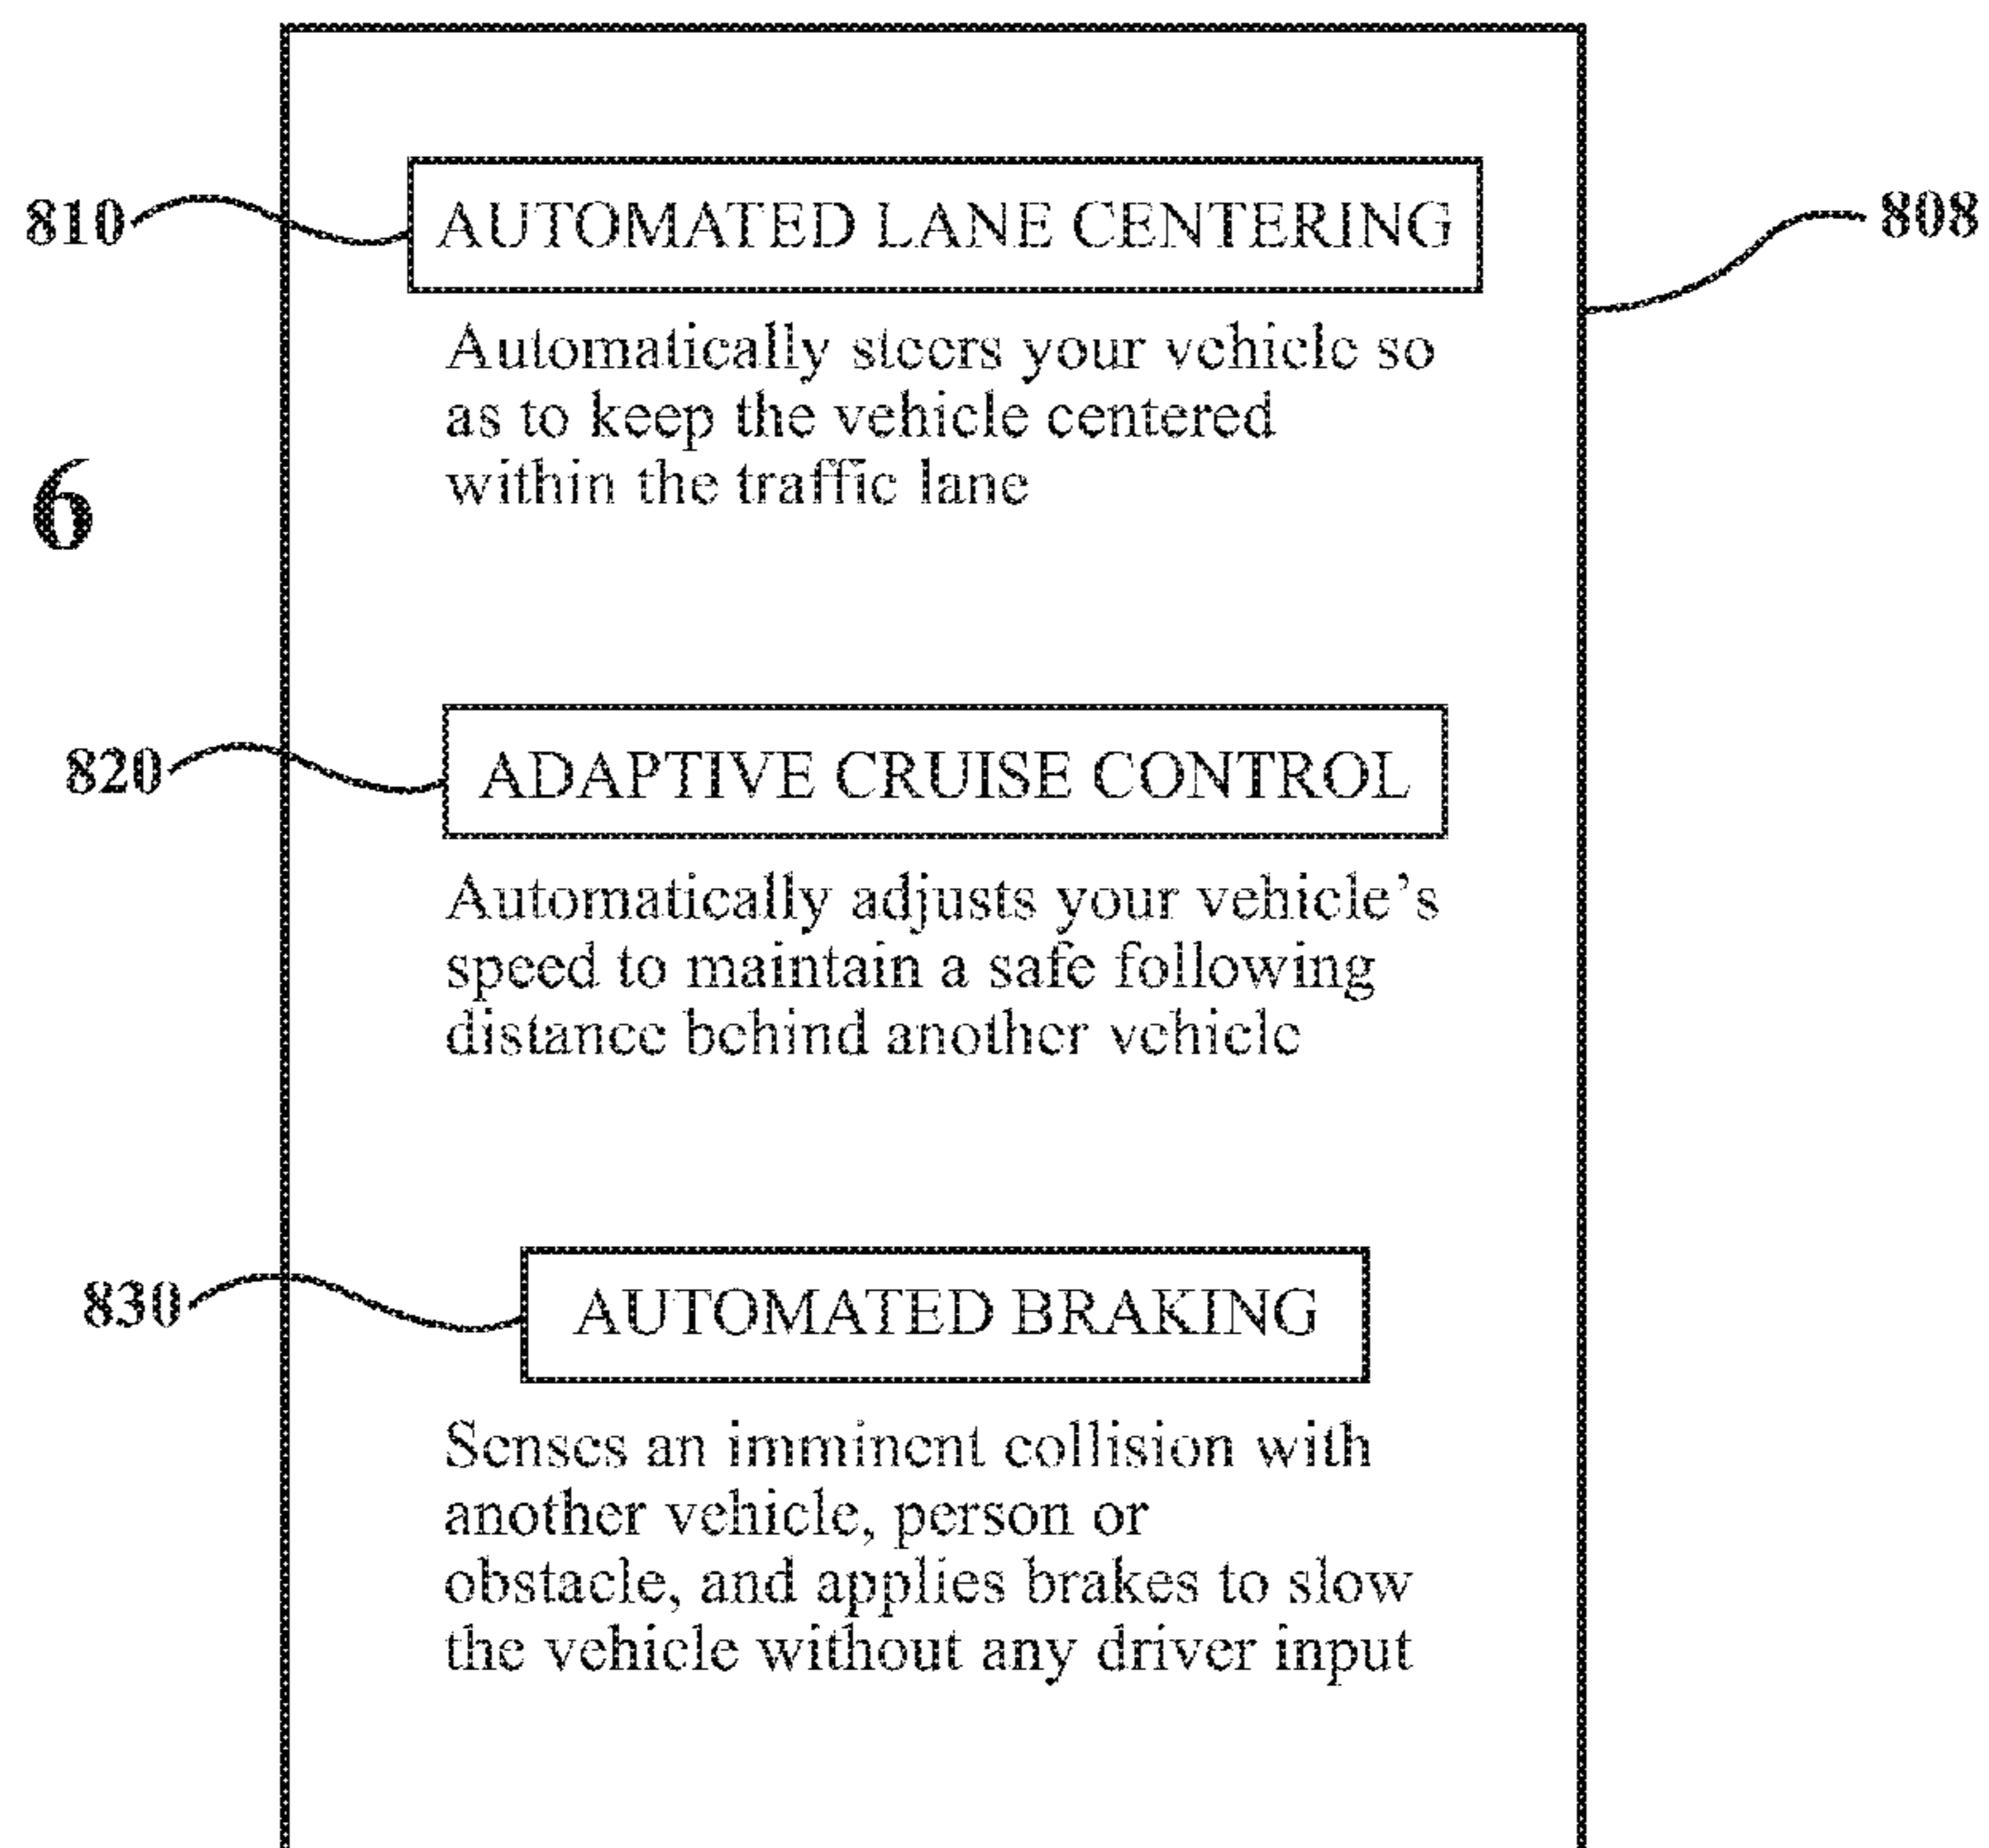 810
AUTOMATED LANE CENTERING
808
Automatically steers your vehicle so
as to keep the vehicle centered
within the traffic lane
6
820
ADAPTIVE CRUISE CONTROL
Automatically adjusts your vehicle's
speed to maintain a safe following
distance behind another vehicle
830
AUTOMATED BRAKING
Senses an imminent collision with
another vehicle, person or
obstacle, and applies brakes to slow
the vehicle without any driver input